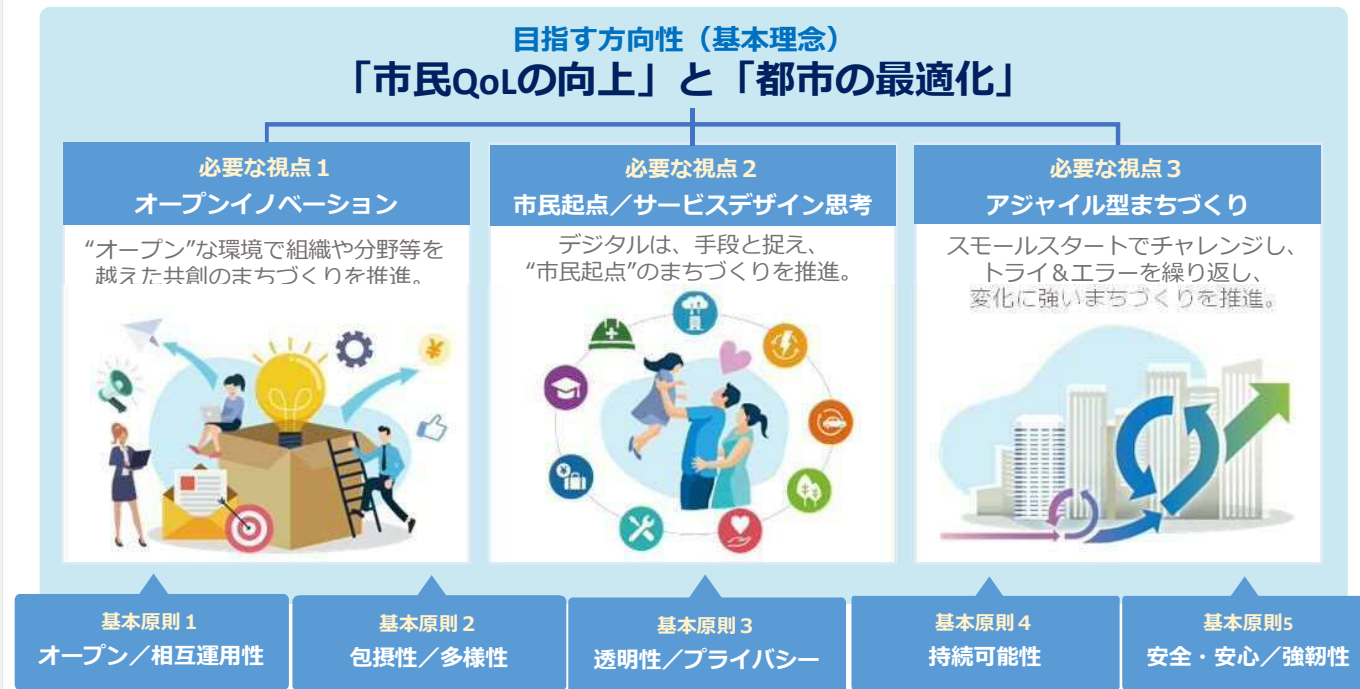 目指す方向性（基本理念）
「市民QoLの向上」と「都市の最適化」
必要な視点１
オープンイノベーション
“オープン”な環境で組織や分野等を
越えた共創のまちづくりを推進。
必要な視点２
市民起点／サービスデザイン思考
デジタルは、手段と捉え、
“市民起点”のまちづくりを推進。
必要な視点３
アジャイル型まちづくり
スモールスタートでチャレンジし、
トライ＆エラーを繰り返し、
変化に強いまちづくりを推進。
¥
¥
基本原則１
オープン／相互運用性
基本原則２
包摂性／多様性
基本原則３
透明性／プライバシー
基本原則４
持続可能性
基本原則5
安全・安心／強靭性